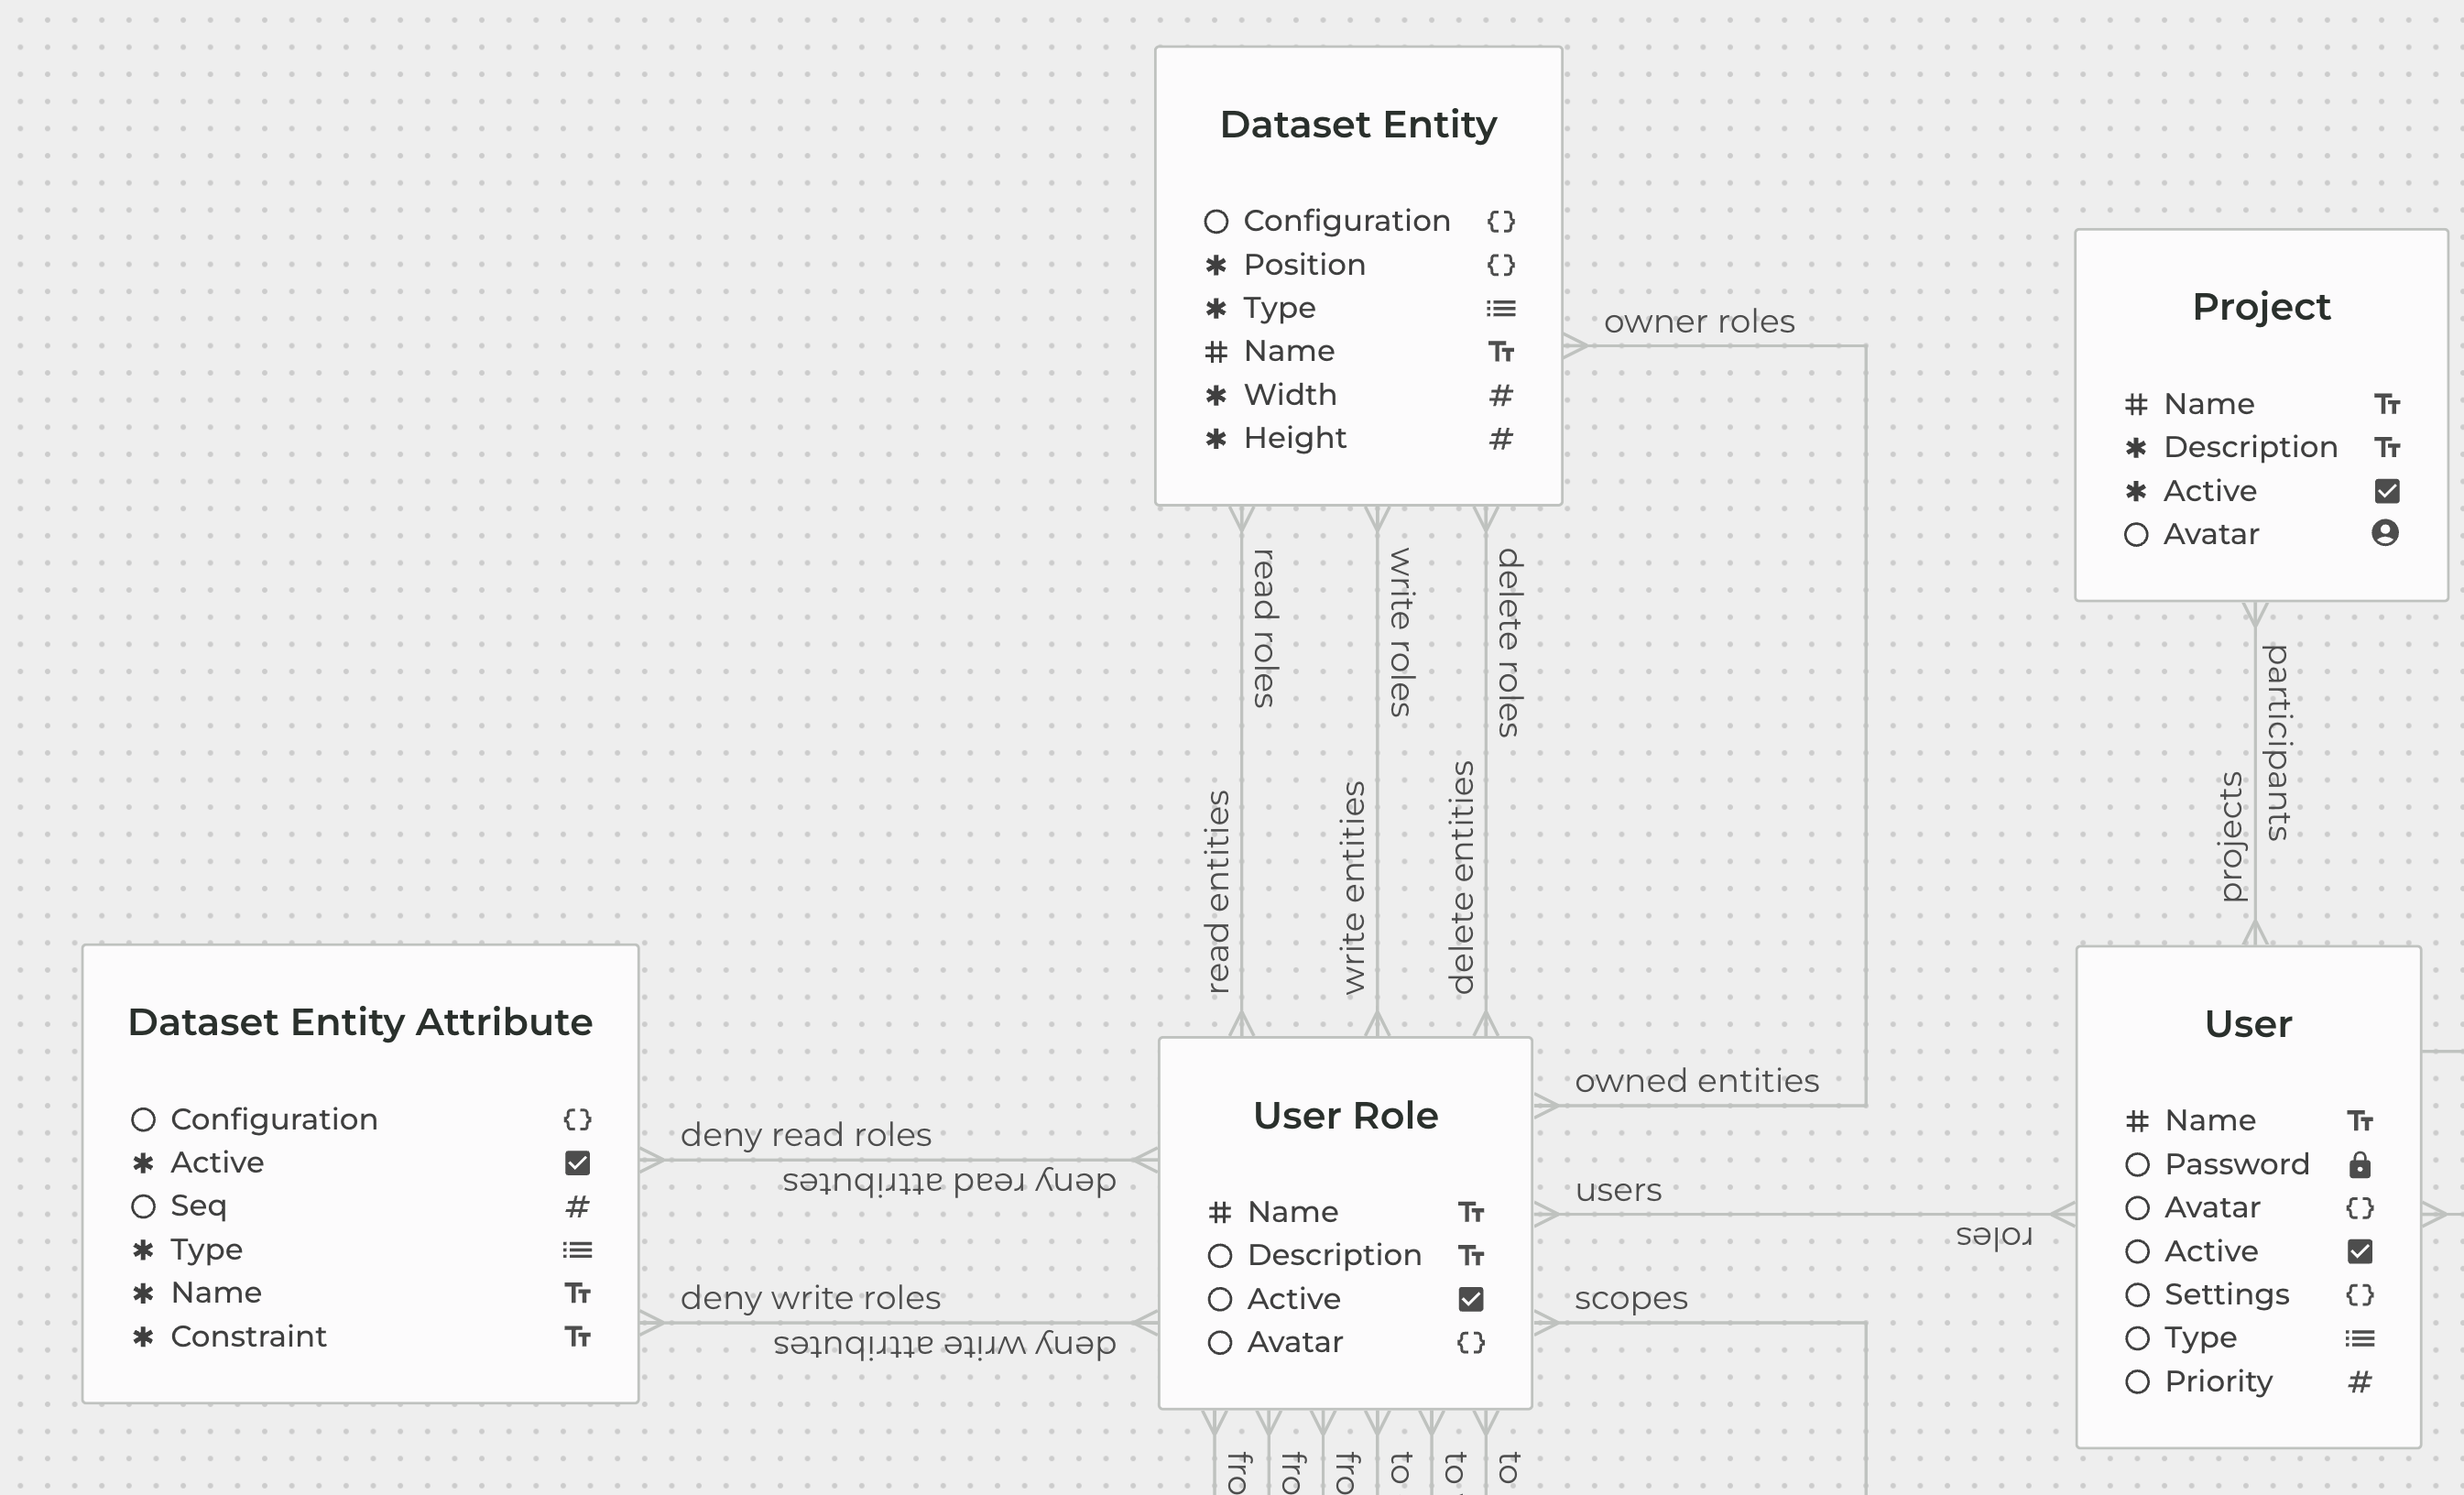 Dataset Entity
Configuration {}
* Position {}
* Type
# Name Tт
* Width #
* Height #
owner roles
read roles
write roles
delete roles
read entities
write entities
delete entities
owned entities
Project
# Name Tт
* Description Tт
* Active
Avatar
participants
projects
Dataset Entity Attribute
Configuration {}
* Active
Seq #
* Type
* Name Tт
* Constraint Tт
deny read roles
deny read attributes
deny write roles
deny write attributes
User Role
# Name Tт
Description Tт
Active
Avatar {}
users
roles
scopes
User
# Name Tт
Password
Avatar {}
Active
Settings {}
Type
Priority #
fro
fro
fro
to
to
to